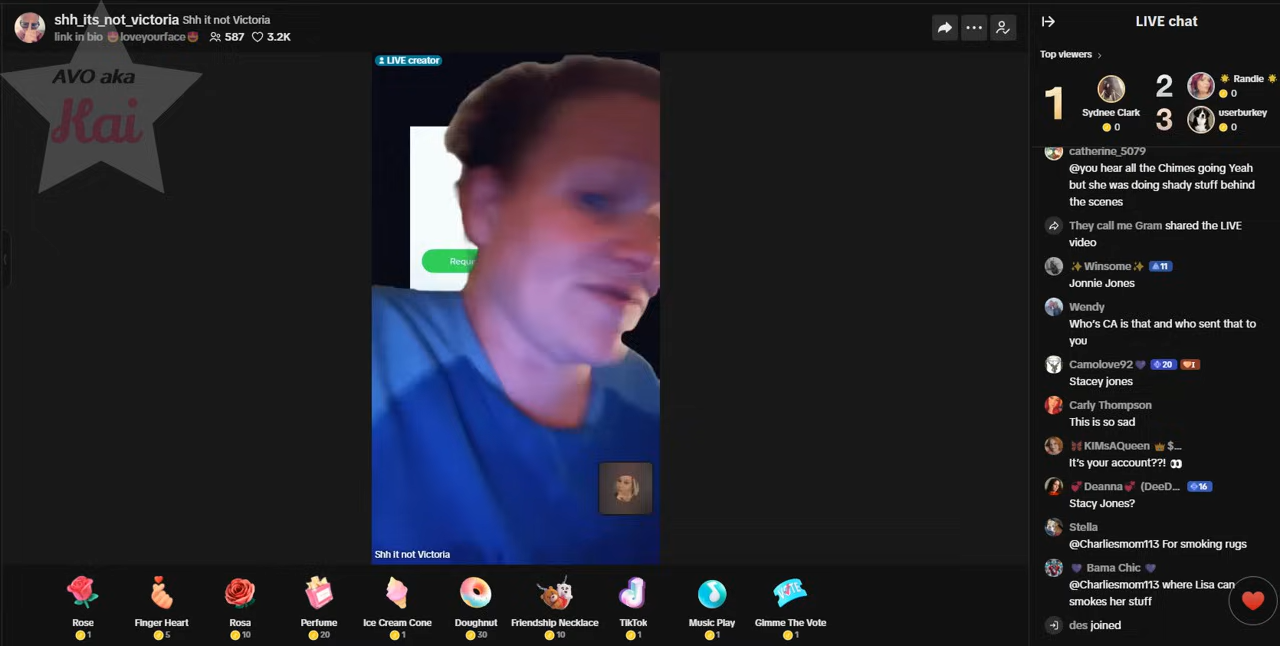 shh_its_not_victoria Shh it not Victoria
link in bio 😍loveyourface😍 587 3.2K
AVO aka
Kai
LIVE creator
Requ
Shh it not Victoria
Rose
1
Finger Heart
5
Rosa
10
Perfume
20
Ice Cream Cone
1
Doughnut
30
Friendship Necklace
10
TikTok
1
Music Play
1
VOTE
Gimme The Vote
1
LIVE chat
Top viewers >
1
Sydnee Clark
0
2
Randle
0
3
userburkey
0
catherine_5079
@you hear all the Chimes going Yeah
but she was doing shady stuff behind
the scenes
They call me Gram shared the LIVE
video
✨Winsome✨ 11
Jonnie Jones
Wendy
Who's CA is that and who sent that to
you
Camolove92💜 20 I
Stacey jones
Carly Thompson
This is so sad
KIMsAQueen 👑 $...
It's your account??! 👀
💞Deanna💞 (DeeD... 16
Stacy Jones?
Stella
@Charliesmom113 For smoking rugs
💜 Bama Chic 💜
@Charliesmom113 where Lisa can
smokes her stuff
des joined